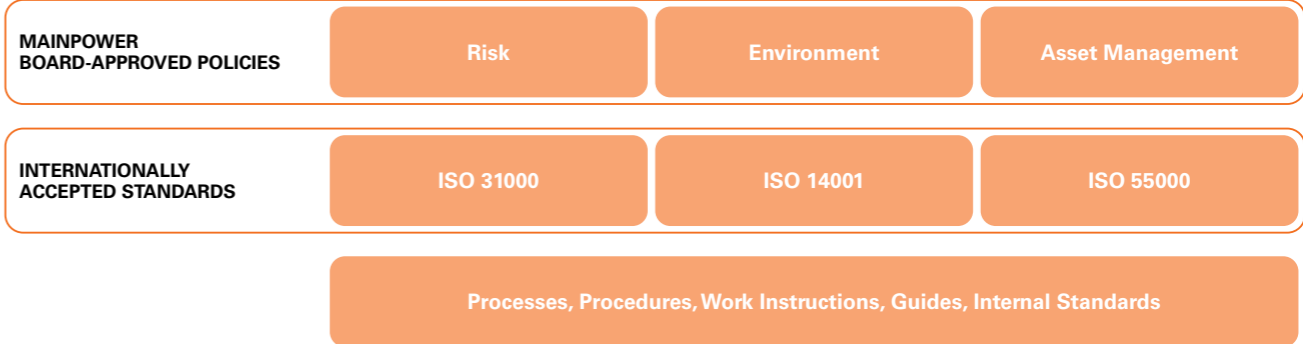 MAINPOWER
BOARD-APPROVED POLICIES
Risk
Environment
Asset Management
INTERNATIONALLY
ACCEPTED STANDARDS
ISO 31000
ISO 14001
ISO 55000
Processes, Procedures, Work Instructions, Guides, Internal Standards